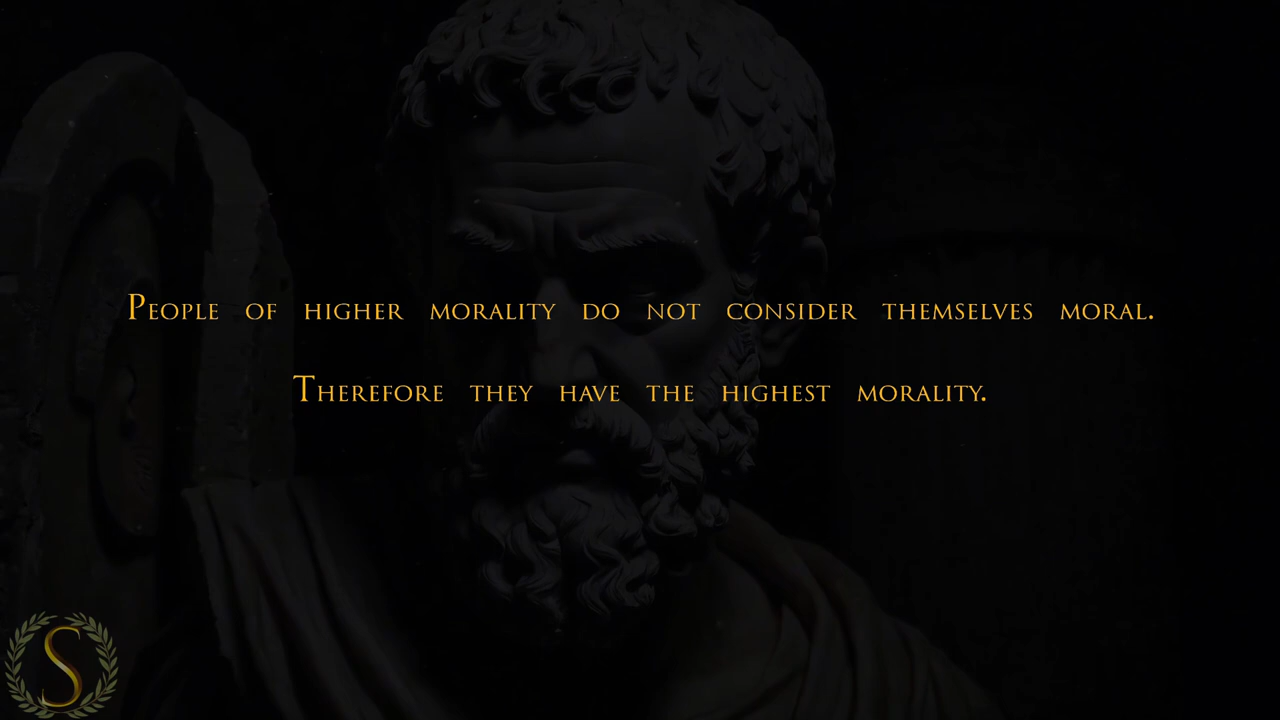 People of higher morality do not consider themselves moral.
Therefore they have the highest morality.
S